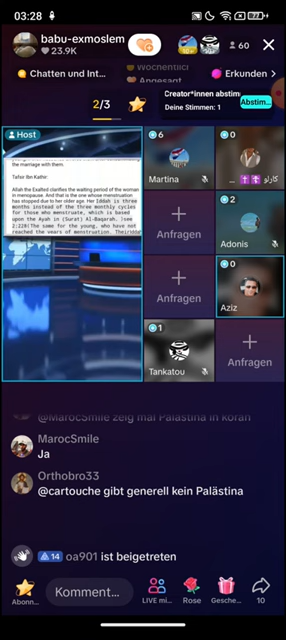 03:28
77
babu-exmoslem
23.9K
60
Wöchentlich
Chatten und Int...
Angesagt
Erkunden
2/3
Creator*innen abstim
Deine Stimmen: 1
Abstim...
Host
the marriage with them.
Tafsir Ibn Kathir:
Allah the Exalted clarifies the waiting period of the woman
in menopause. And that is the one whose menstruation
has stopped due to her older age. Her Iddah is three
months instead of the three monthly cycles
for those who menstruate, which is based
upon the Ayah in (Surat) Al-Baqarah.
2:228)The same for the young, who have not
reached the years of menstruation.
6
Martina
0
كارلو
Anfragen
2
Adonis
Anfragen
0
Aziz
1
Tankatou
Anfragen
@MarocSmile zeig mal Palästina in koran
MarocSmile
Ja
Orthobro33
@cartouche gibt generell kein Palästina
14
oa901 ist beigetreten
Abonn...
Komment...
LIVE mi...
Rose
Gesche...
10